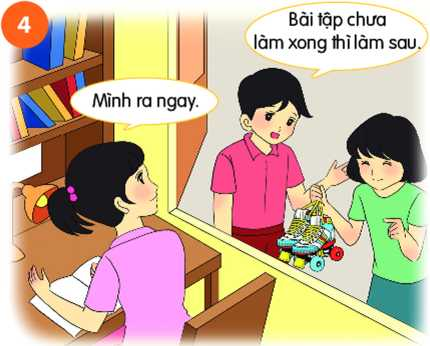 4
Bài tập chưa
làm xong thì làm sau.
Mình ra ngay.